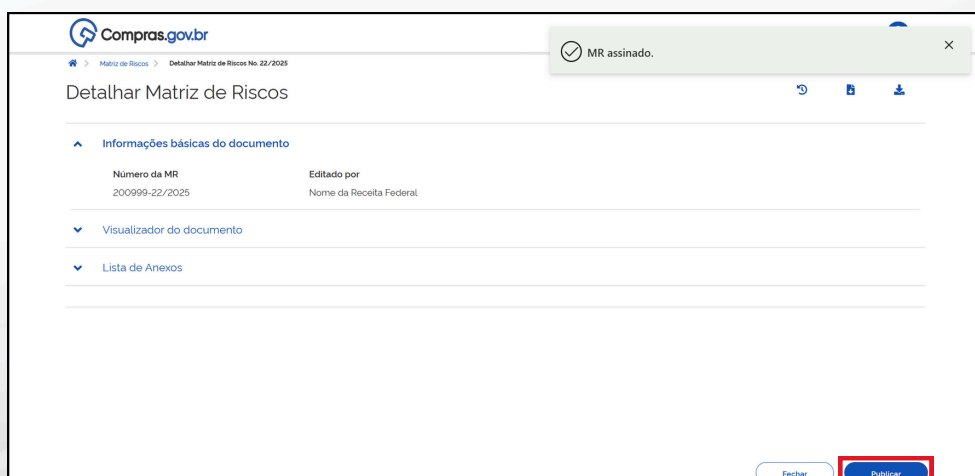 Compras.gov.br
MR assinado.
Matriz de Riscos > Detalhar Matriz de Riscos No. 22/2025
Detalhar Matriz de Riscos
Informações básicas do documento
Número da MR Editado por
200999-22/2025 Nome da Receita Federal
Visualizador do documento
Lista de Anexos
Fechar Publicar